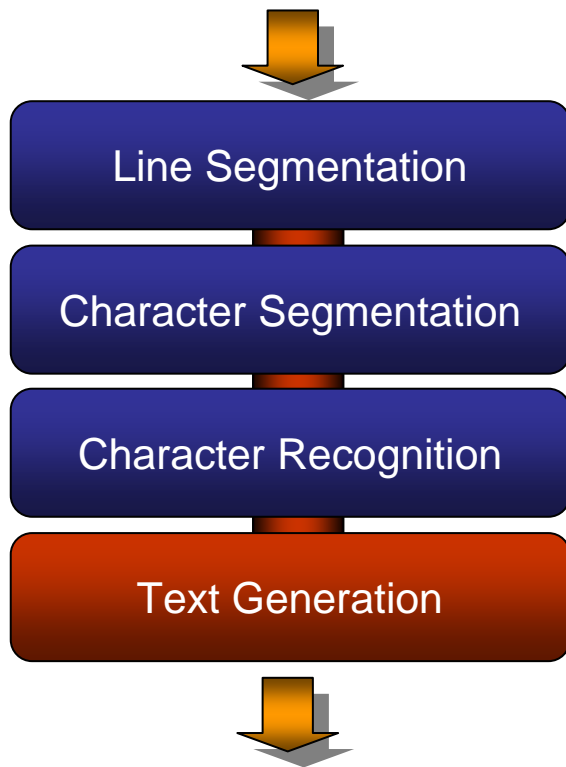 Line Segmentation
Character Segmentation
Character Recognition
Text Generation